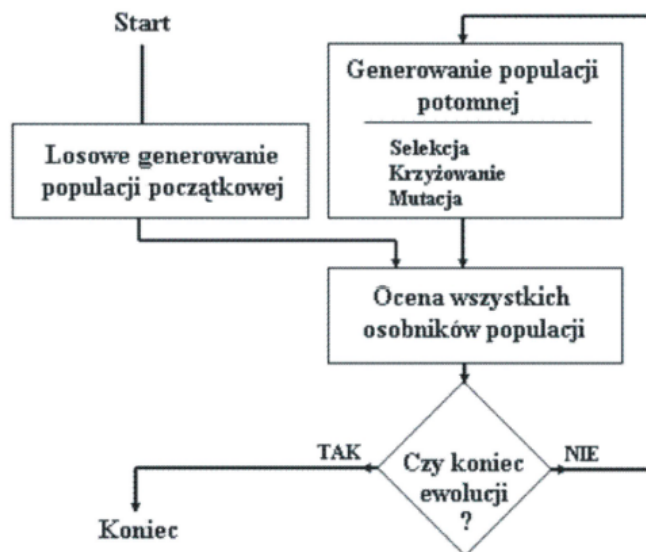 Start
Losowe generowanie
populacji początkowej
Generowanie populacji
potomnej
Selekcja
Krzyżowanie
Mutacja
Ocena wszystkich
osobników populacji
TAK
Czy koniec
ewolucji
?
NIE
Koniec